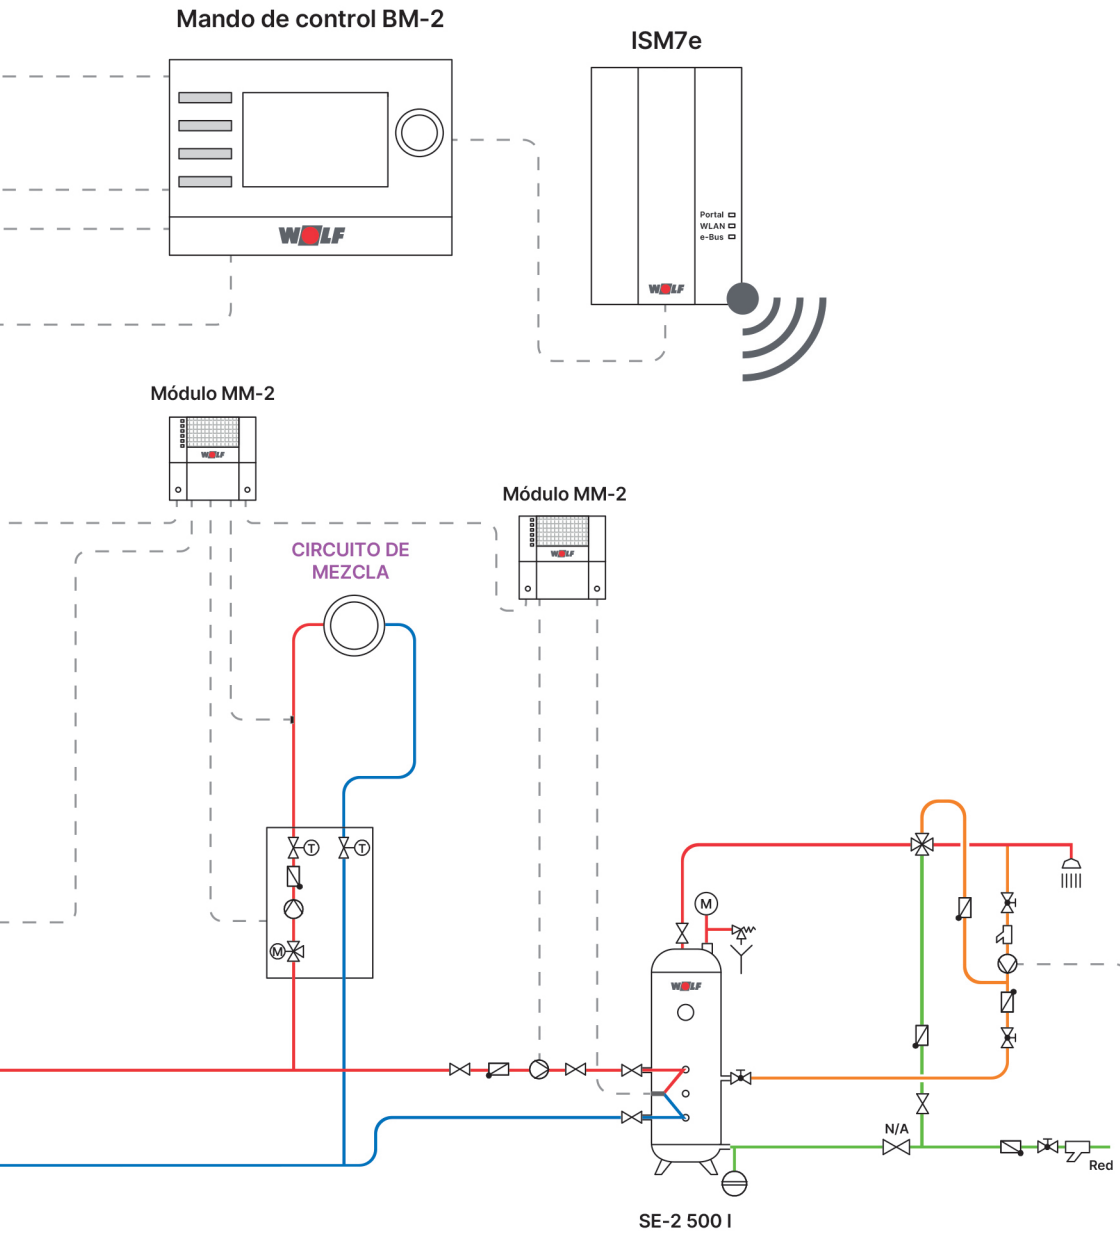 Mando de control BM-2
ISM7e
Portal
WLAN
e-Bus
WOLF
WOLF
Módulo MM-2
WOLF
Módulo MM-2
WOLF
CIRCUITO DE
MEZCLA
T
T
M
M
WOLF
N/A
Red
SE-2 500 l